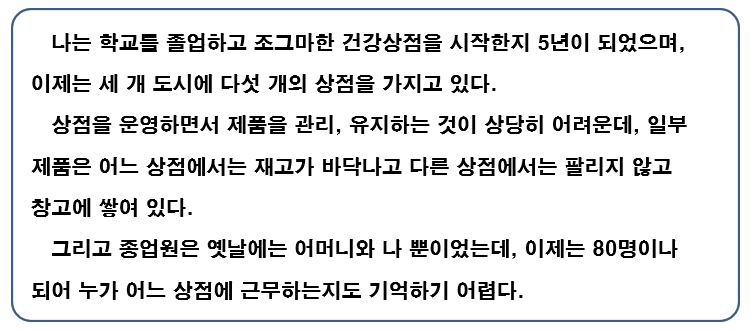 나는 학교를 졸업하고 조그마한 건강상점을 시작한지 5년이 되었으며,
이제는 세 개 도시에 다섯 개의 상점을 가지고 있다.
상점을 운영하면서 제품을 관리, 유지하는 것이 상당히 어려운데, 일부
제품은 어느 상점에서는 재고가 바닥나고 다른 상점에서는 팔리지 않고
창고에 쌓여 있다.
그리고 종업원은 옛날에는 어머니와 나 뿐이었는데, 이제는 80명이나
되어 누가 어느 상점에 근무하는지도 기억하기 어렵다.